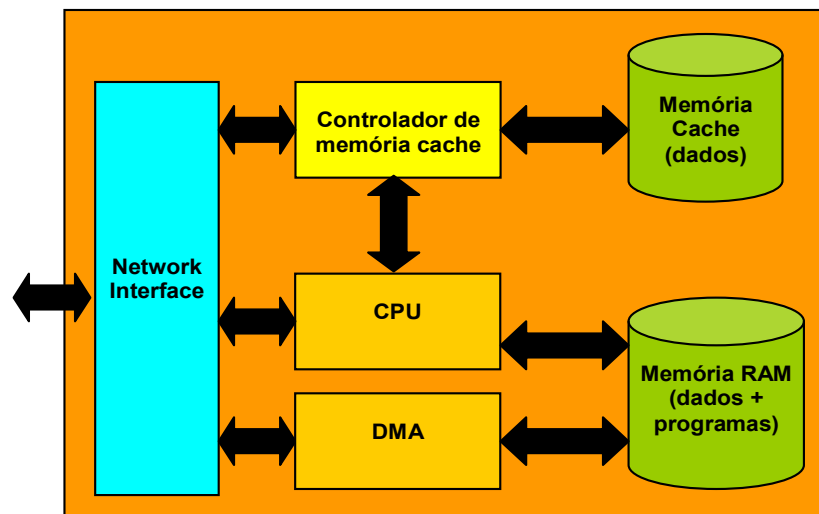 Controlador de
memória cache
Memória
Cache
(dados)
Network
Interface
CPU
Memória RAM
(dados +
programas)
DMA